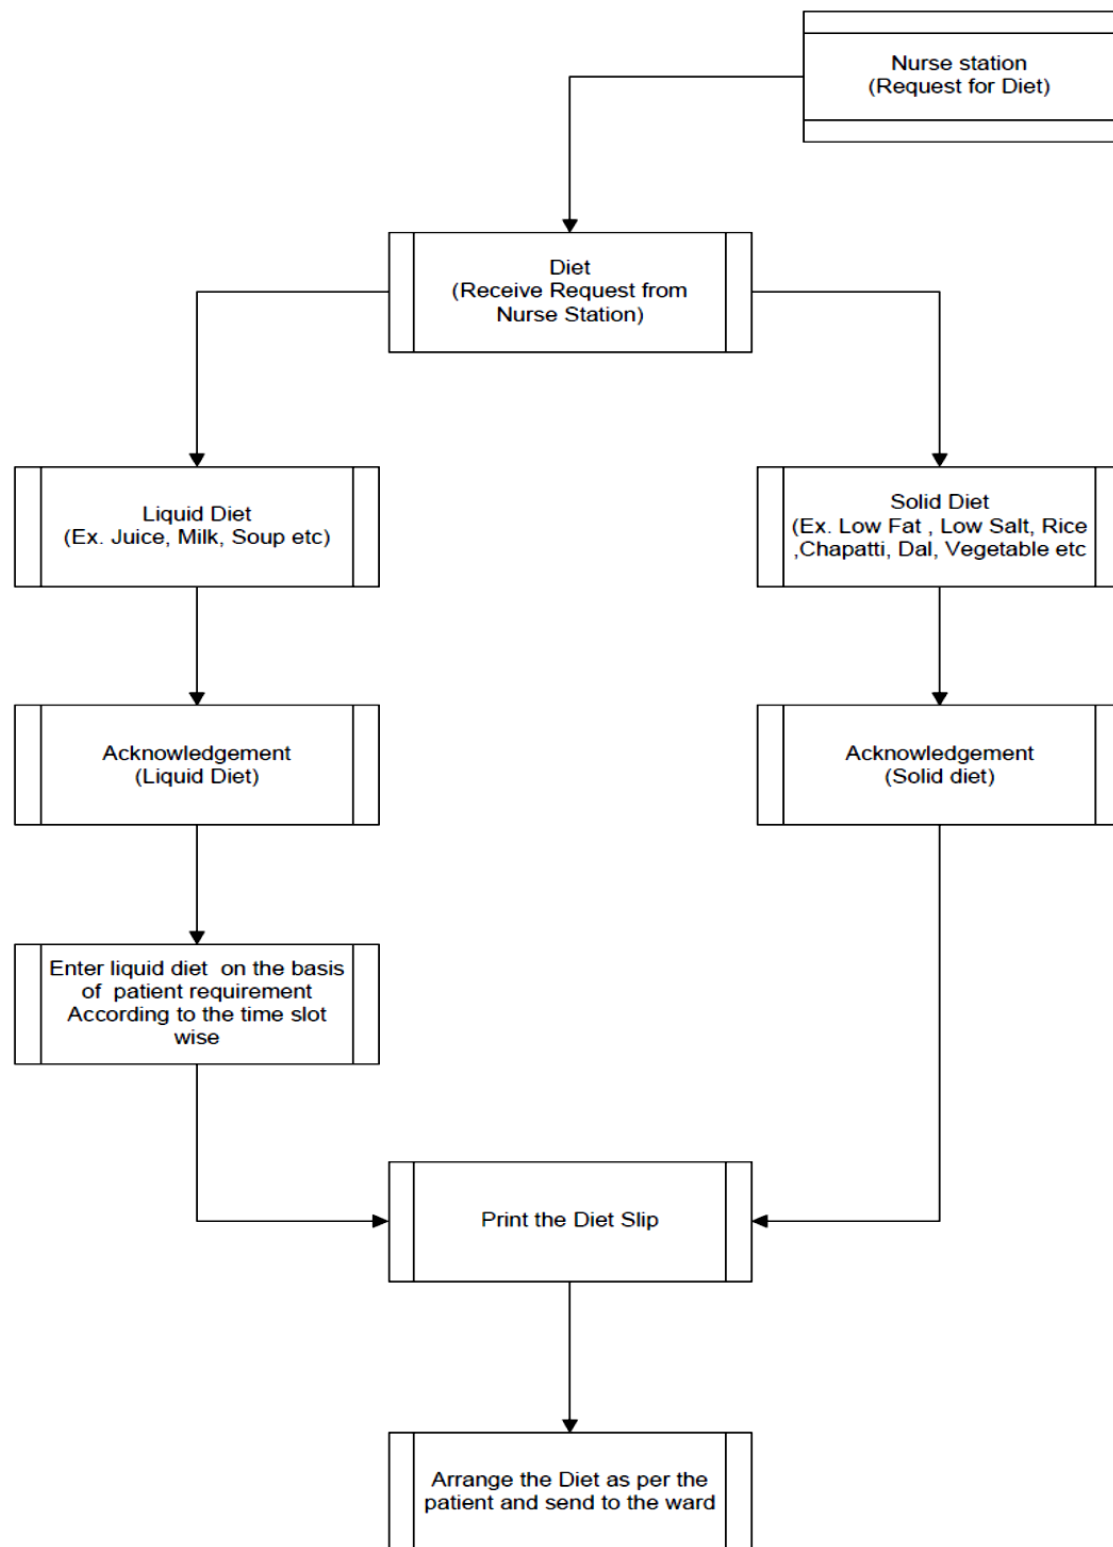 Nurse station
(Request for Diet)
Diet
(Receive Request from
Nurse Station)
Liquid Diet
(Ex. Juice, Milk, Soup etc)
Solid Diet
(Ex. Low Fat , Low Salt, Rice
,Chapatti, Dal, Vegetable etc
Acknowledgement
(Liquid Diet)
Acknowledgement
(Solid diet)
Enter liquid diet  on the basis
of  patient requirement
According to the time slot
wise
Print the Diet Slip
Arrange the Diet as per the
patient and send to the ward